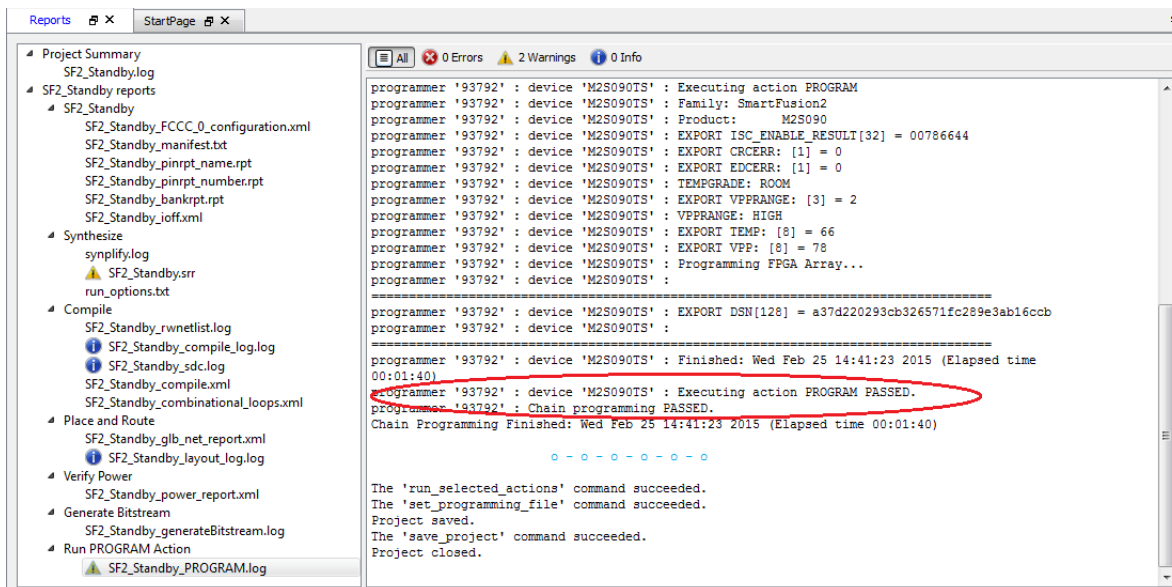 Reports
StartPage
Project Summary
SF2_Standby.log
SF2_Standby reports
SF2_Standby
SF2_Standby_FCCC_0_configuration.xml
SF2_Standby_manifest.txt
SF2_Standby_pinrpt_name.rpt
SF2_Standby_pinrpt_number.rpt
SF2_Standby_bankrpt.rpt
SF2_Standby_ioff.xml
Synthesize
synplify.log
SF2_Standby.srr
run_options.txt
Compile
SF2_Standby_rwnetlist.log
SF2_Standby_compile_log.log
SF2_Standby_sdc.log
SF2_Standby_compile.xml
SF2_Standby_combinational_loops.xml
Place and Route
SF2_Standby_glb_net_report.xml
SF2_Standby_layout_log.log
Verify Power
SF2_Standby_power_report.xml
Generate Bitstream
SF2_Standby_generateBitstream.log
Run PROGRAM Action
SF2_Standby_PROGRAM.log
All 0 Errors 2 Warnings 0 Info
programmer '93792' : device 'M2S090TS' : Executing action PROGRAM
programmer '93792' : device 'M2S090TS' : Family: SmartFusion2
programmer '93792' : device 'M2S090TS' : Product: M2S090
programmer '93792' : device 'M2S090TS' : EXPORT ISC_ENABLE_RESULT[32] = 00786644
programmer '93792' : device 'M2S090TS' : EXPORT CRCERR: [1] = 0
programmer '93792' : device 'M2S090TS' : EXPORT EDCERR: [1] = 0
programmer '93792' : device 'M2S090TS' : TEMPGRADE: ROOM
programmer '93792' : device 'M2S090TS' : EXPORT VPPRANGE: [3] = 2
programmer '93792' : device 'M2S090TS' : VPPRANGE: HIGH
programmer '93792' : device 'M2S090TS' : EXPORT TEMP: [8] = 66
programmer '93792' : device 'M2S090TS' : EXPORT VPP: [8] = 78
programmer '93792' : device 'M2S090TS' : Programming FPGA Array...
programmer '93792' : device 'M2S090TS' :
===================================================================================
programmer '93792' : device 'M2S090TS' : EXPORT DSN[128] = a37d220293cb326571fc289e3ab16ccb
programmer '93792' : device 'M2S090TS' :
===================================================================================
programmer '93792' : device 'M2S090TS' : Finished: Wed Feb 25 14:41:23 2015 (Elapsed time
00:01:40)
programmer '93792' : device 'M2S090TS' : Executing action PROGRAM PASSED.
programmer '93792' : Chain programming PASSED.
Chain Programming Finished: Wed Feb 25 14:41:23 2015 (Elapsed time 00:01:40)
o - o - o - o - o - o
The 'run_selected_actions' command succeeded.
The 'set_programming_file' command succeeded.
Project saved.
The 'save_project' command succeeded.
Project closed.